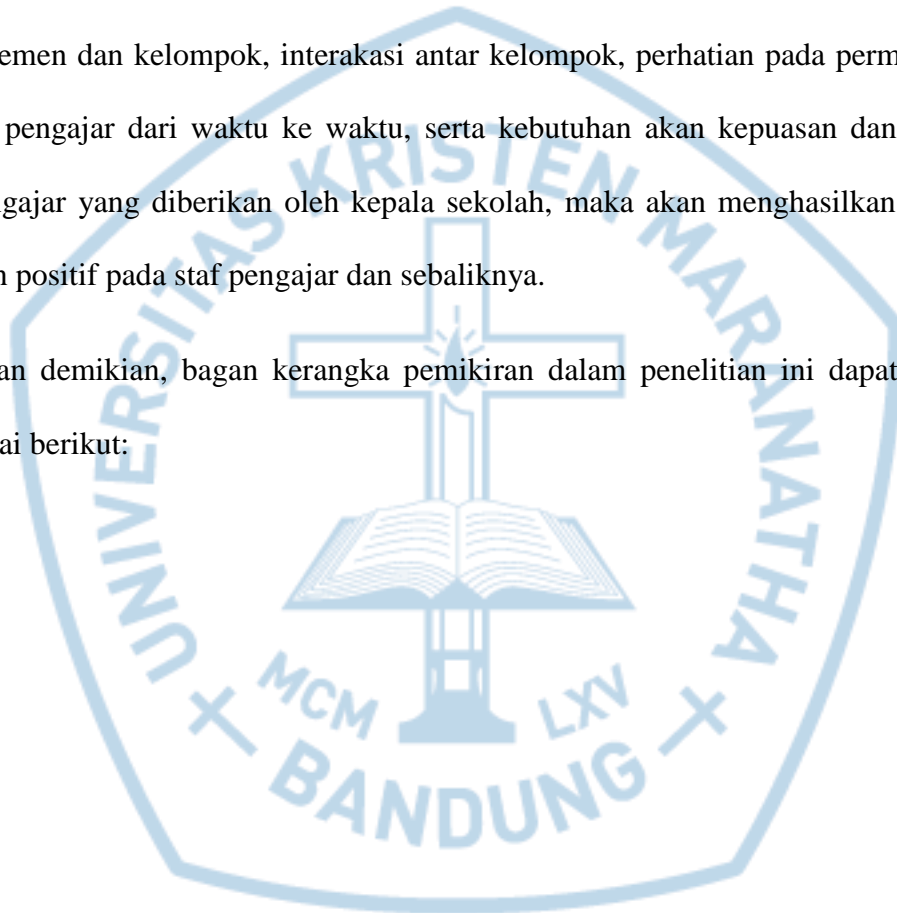 emen dan kelompok, interakasi antar kelompok, perhatian pada perm
pengajar dari waktu ke waktu, serta kebutuhan akan kepuasan dan
gajar yang diberikan oleh kepala sekolah, maka akan menghasilkan
n positif pada staf pengajar dan sebaliknya.
an demikian, bagan kerangka pemikiran dalam penelitian ini dapat
ai berikut:
UNIVERSITAS KRISTEN MARANATHA
MCM LXV
BANDUNG